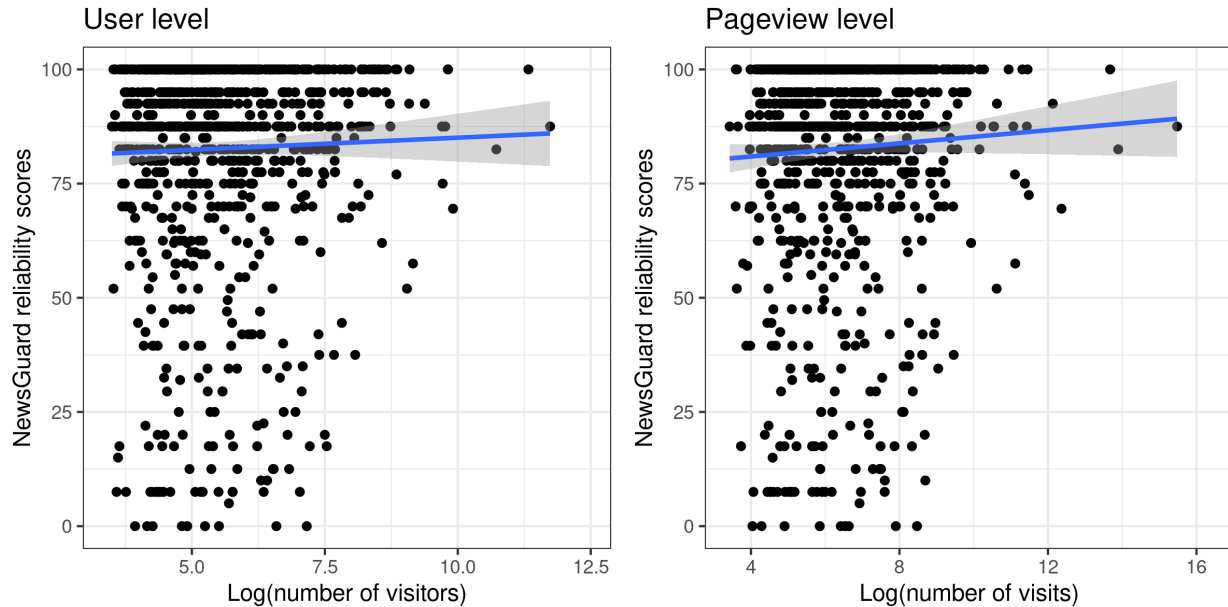 User level
NewsGuard reliability scores
100
75
50
25
0
5.0 7.5 10.0 12.5
Log(number of visitors)
Pageview level
NewsGuard reliability scores
100
75
50
25
0
4 8 12 16
Log(number of visits)